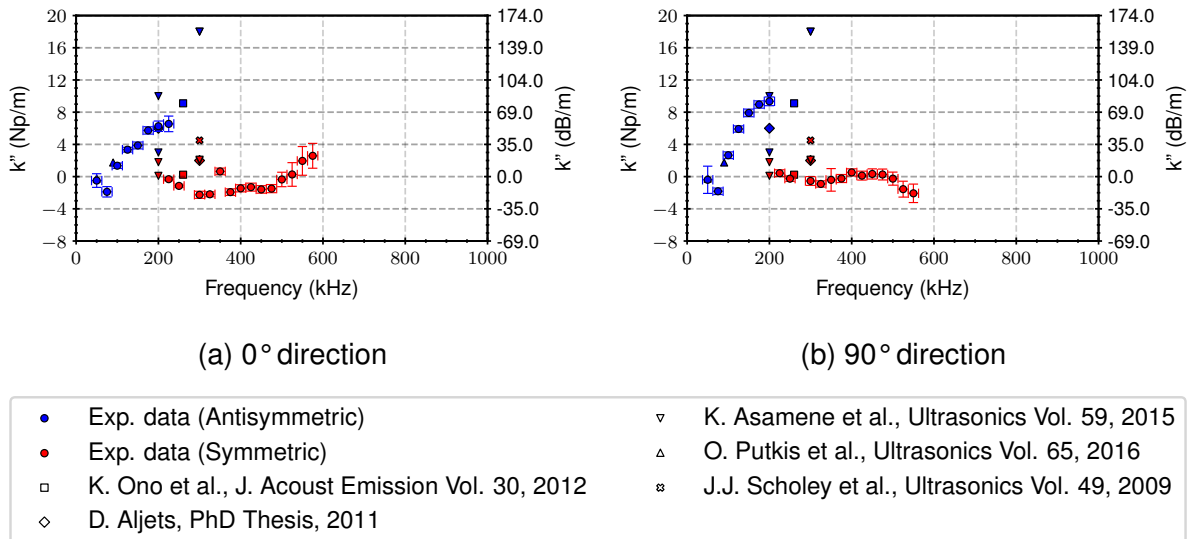 20
16
12
8
4
0
−4
−8
k” (Np/m)
174.0
139.0
104.0
69.0
35.0
0.0
-35.0
-69.0
k” (dB/m)
0 200 400 600 800 1000
Frequency (kHz)
(a) 0° direction
20
16
12
8
4
0
−4
−8
k” (Np/m)
174.0
139.0
104.0
69.0
35.0
0.0
-35.0
-69.0
k” (dB/m)
0 200 400 600 800 1000
Frequency (kHz)
(b) 90° direction
Exp. data (Antisymmetric)
Exp. data (Symmetric)
K. Ono et al., J. Acoust Emission Vol. 30, 2012
D. Aljets, PhD Thesis, 2011
K. Asamene et al., Ultrasonics Vol. 59, 2015
O. Putkis et al., Ultrasonics Vol. 65, 2016
J.J. Scholey et al., Ultrasonics Vol. 49, 2009